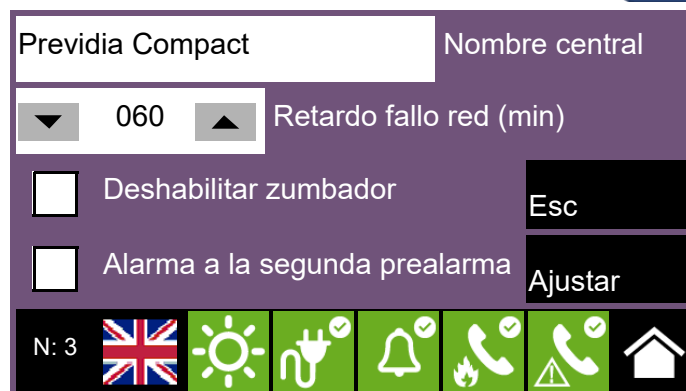 Previdia Compact Nombre central
060 Retardo fallo red (min)
Deshabilitar zumbador
Esc
Alarma a la segunda prealarma
Ajustar
N: 3